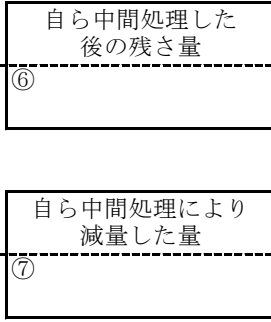 自ら中間処理した
後の残さ量
⑥
自ら中間処理により
減量した量
⑦